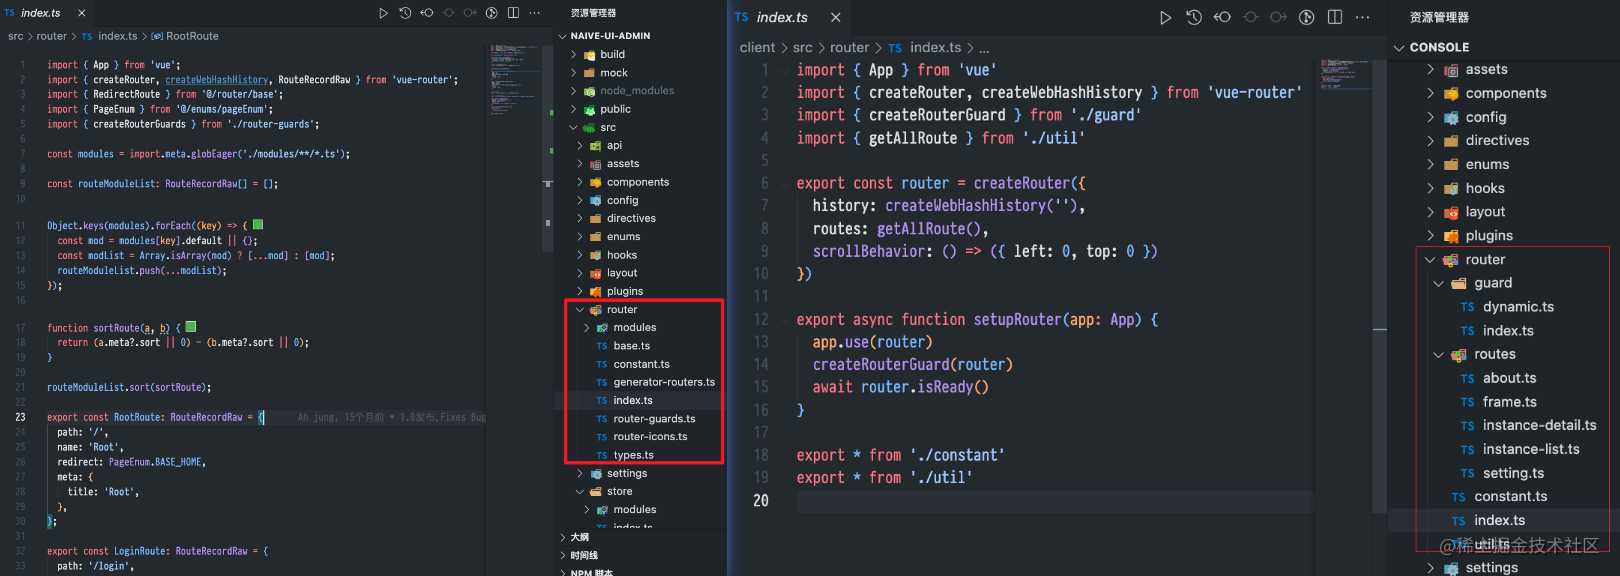 TS index.ts
src > router > TS index.ts > RootRoute
1 import { App } from 'vue';
2 import { createRouter, createWebHashHistory, RouteRecordRaw } from 'vue-router';
3 import { RedirectRoute } from '@/router/base';
4 import { PageEnum } from '@/enums/pageEnum';
5 import { createRouterGuards } from './router-guards';
6
7 const modules = import.meta.globEager('./modules/**/*.ts');
8
9 const routeModuleList: RouteRecordRaw[] = [];
10
11 Object.keys(modules).forEach((key) => {
12 const mod = modules[key].default || {};
13 const modList = Array.isArray(mod) ? [...mod] : [mod];
14 routeModuleList.push(...modList);
15 });
16
17 function sortRoute(a, b) {
18 return (a.meta?.sort || 0) - (b.meta?.sort || 0);
19 }
20
21 routeModuleList.sort(sortRoute);
22
23 export const RootRoute: RouteRecordRaw = { Ah jung, 15个月前 • 1.0发布,Fixes Bug
24 path: '/',
25 name: 'Root',
26 redirect: PageEnum.BASE_HOME,
27 meta: {
28 title: 'Root',
29 },
30 };
31
32 export const LoginRoute: RouteRecordRaw = {
33 path: '/login',
资源管理器
NAIVE-UI-ADMIN
build
mock
node_modules
public
src
api
assets
components
config
directives
enums
hooks
layout
plugins
router
modules
TS base.ts
TS constant.ts
TS generator-routers.ts
TS index.ts
TS router-guards.ts
TS router-icons.ts
TS types.ts
settings
store
modules
TS index.ts
大纲
时间线
NPM 脚本
TS index.ts
client > src > router > TS index.ts > ...
1 import { App } from 'vue'
2 import { createRouter, createWebHashHistory } from 'vue-router'
3 import { createRouterGuard } from './guard'
4 import { getAllRoute } from './util'
5
6 export const router = createRouter({
7 history: createWebHashHistory(''),
8 routes: getAllRoute(),
9 scrollBehavior: () => ({ left: 0, top: 0 })
10 })
11
12 export async function setupRouter(app: App) {
13 app.use(router)
14 createRouterGuard(router)
15 await router.isReady()
16 }
17
18 export * from './constant'
19 export * from './util'
20
资源管理器
CONSOLE
assets
components
config
directives
enums
hooks
layout
plugins
router
guard
TS dynamic.ts
TS index.ts
routes
TS about.ts
TS frame.ts
TS instance-detail.ts
TS instance-list.ts
TS setting.ts
TS constant.ts
TS index.ts
TS util.ts
settings
@稀土掘金技术社区